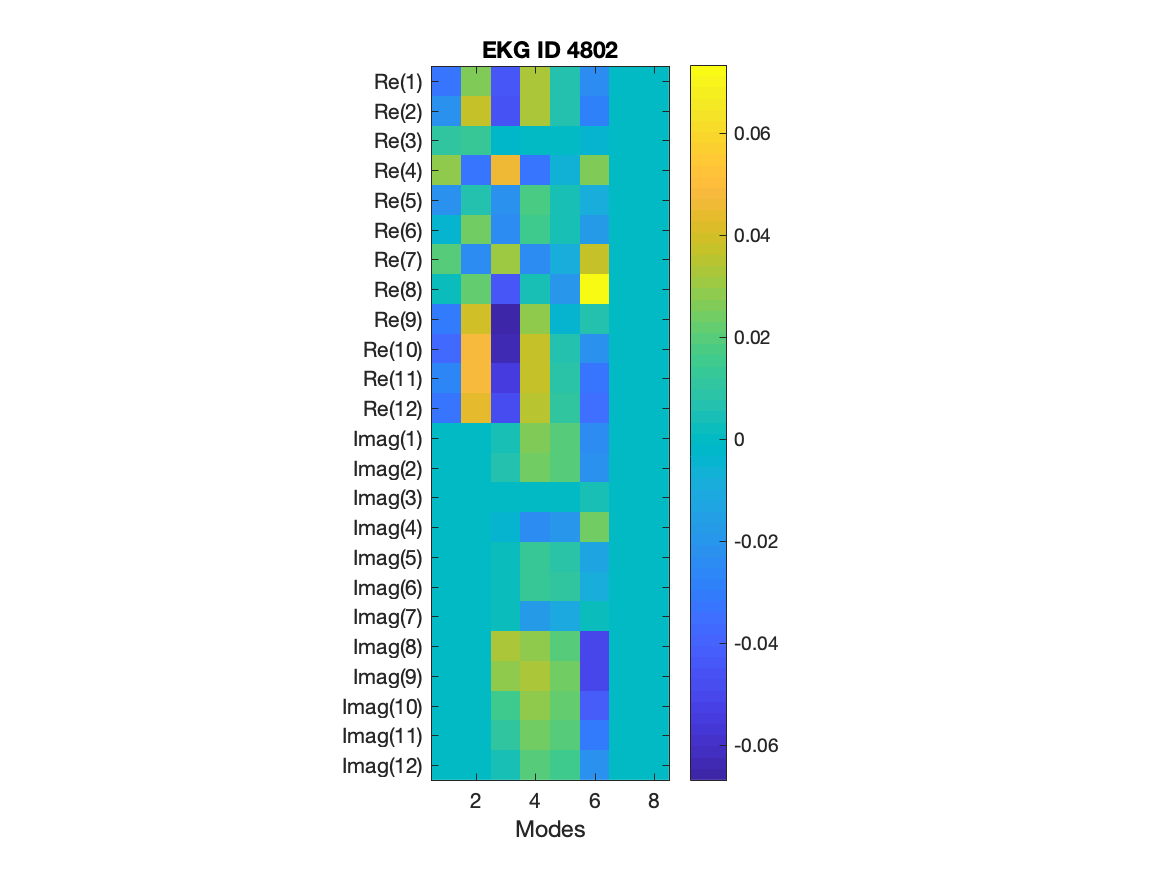 EKG ID 4802
Re(1)
Re(2)
Re(3)
Re(4)
Re(5)
Re(6)
Re(7)
Re(8)
Re(9)
Re(10)
Re(11)
Re(12)
Imag(1)
Imag(2)
Imag(3)
Imag(4)
Imag(5)
Imag(6)
Imag(7)
Imag(8)
Imag(9)
Imag(10)
Imag(11)
Imag(12)
2 4 6 8
Modes
0.06
0.04
0.02
0
-0.02
-0.04
-0.06